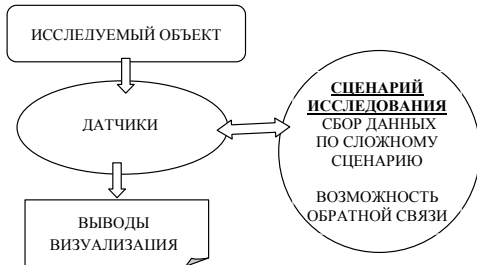 ИССЛЕДУЕМЫЙ ОБЪЕКТ
ДАТЧИКИ
ВЫВОДЫ
ВИЗУАЛИЗАЦИЯ
СЦЕНАРИЙ
ИССЛЕДОВАНИЯ
СБОР ДАННЫХ
ПО СЛОЖНОМУ
СЦЕНАРИЮ
ВОЗМОЖНОСТЬ
ОБРАТНОЙ СВЯЗИ